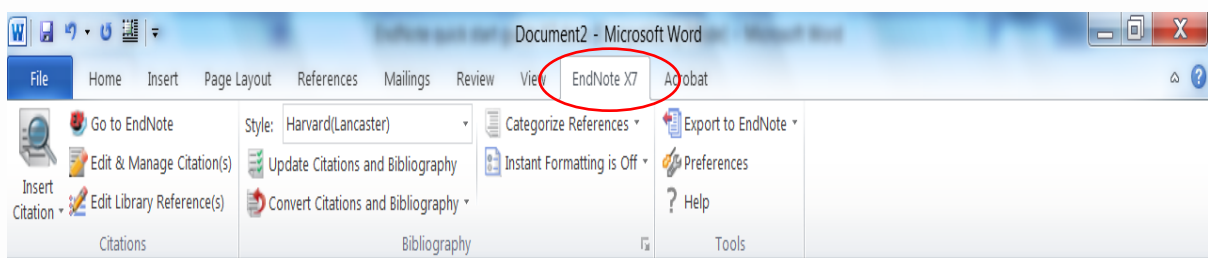 Document2 - Microsoft Word
File Home Insert Page Layout References Mailings Review View EndNote X7 Acrobat
Go to EndNote Style: Harvard(Lancaster) Categorize References Export to EndNote
Edit & Manage Citation(s) Update Citations and Bibliography Instant Formatting is Off Preferences
Insert
Citation Edit Library Reference(s) Convert Citations and Bibliography ? Help
Citations Bibliography Tools